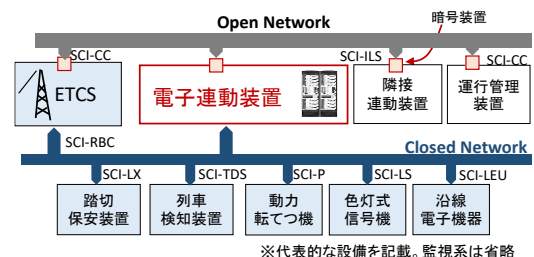 Open Network
暗号装置
SCI-CC
SCI-ILS
SCI-CC
ETCS
電子連動装置
隣接
連動装置
運行管理
装置
SCI-RBC
Closed Network
SCI-LX
SCI-TDS
SCI-P
SCI-LS
SCI-LEU
踏切
保安装置
列車
検知装置
動力
転てつ機
色灯式
信号機
沿線
電子機器
※代表的な設備を記載。監視系は省略